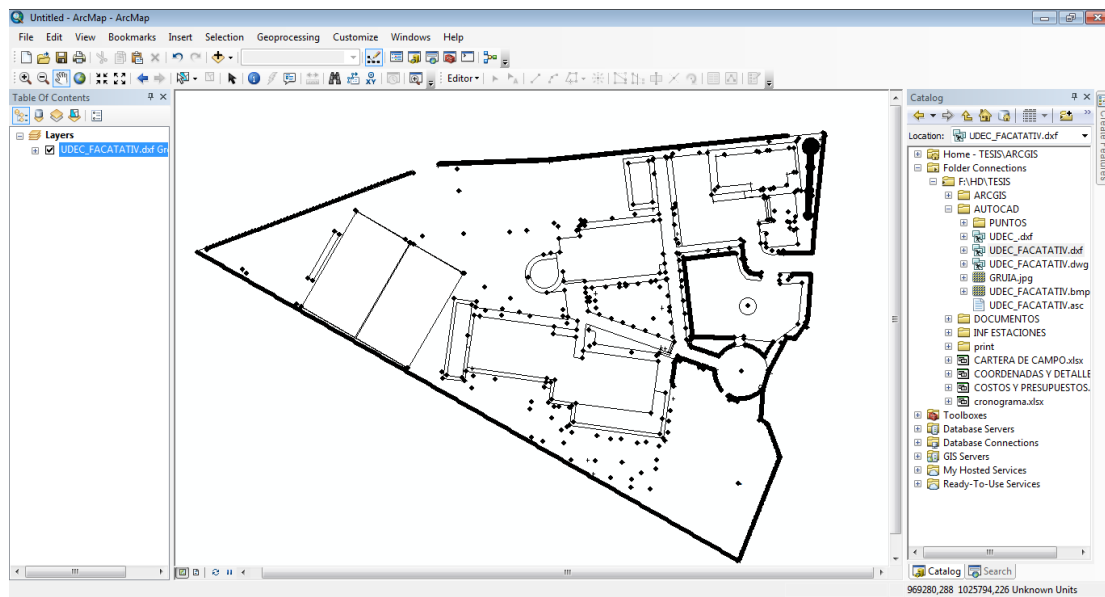 Untitled - ArcMap - ArcMap
File Edit View Bookmarks Insert Selection Geoprocessing Customize Windows Help
Editor
Table Of Contents
Layers
UDEC_FACATATIV.dxf Gr
Catalog
Location: UDEC_FACATATIV.dxf
Home - TESIS\ARCGIS
Folder Connections
F:\HD\TESIS
ARCGIS
AUTOCAD
PUNTOS
UDEC_.dxf
UDEC_FACATATIV.dxf
UDEC_FACATATIV.dwg
GRUIA.jpg
UDEC_FACATATIV.bmp
UDEC_FACATATIV.asc
DOCUMENTOS
INF ESTACIONES
print
CARTERA DE CAMPO.xlsx
COORDENADAS Y DETALLE
COSTOS Y PRESUPUESTOS.
cronograma.xlsx
Toolboxes
Database Servers
Database Connections
GIS Servers
My Hosted Services
Ready-To-Use Services
Catalog Search
Create Features
969280,288 1025794,226 Unknown Units